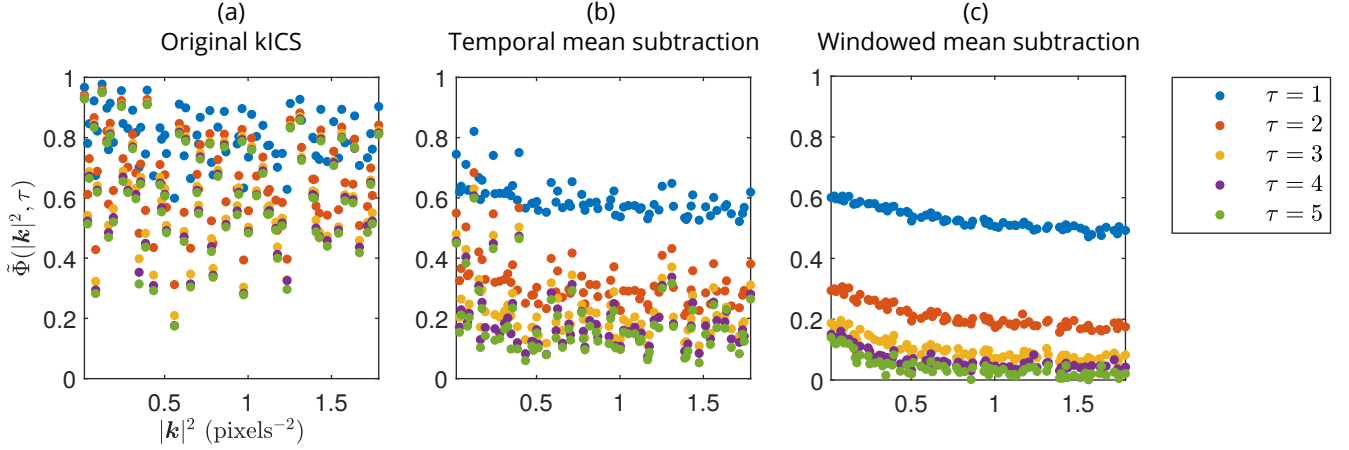 (a)
Original kICS
(b)
Temporal mean subtraction
(c)
Windowed mean subtraction
1
0.8
0.6
0.4
0.2
0
0.5
1
1.5
Φ̃(|k|², τ)
|k|² (pixels⁻²)
1
0.8
0.6
0.4
0.2
0
0.5
1
1.5
1
0.8
0.6
0.4
0.2
0
0.5
1
1.5
τ = 1
τ = 2
τ = 3
τ = 4
τ = 5